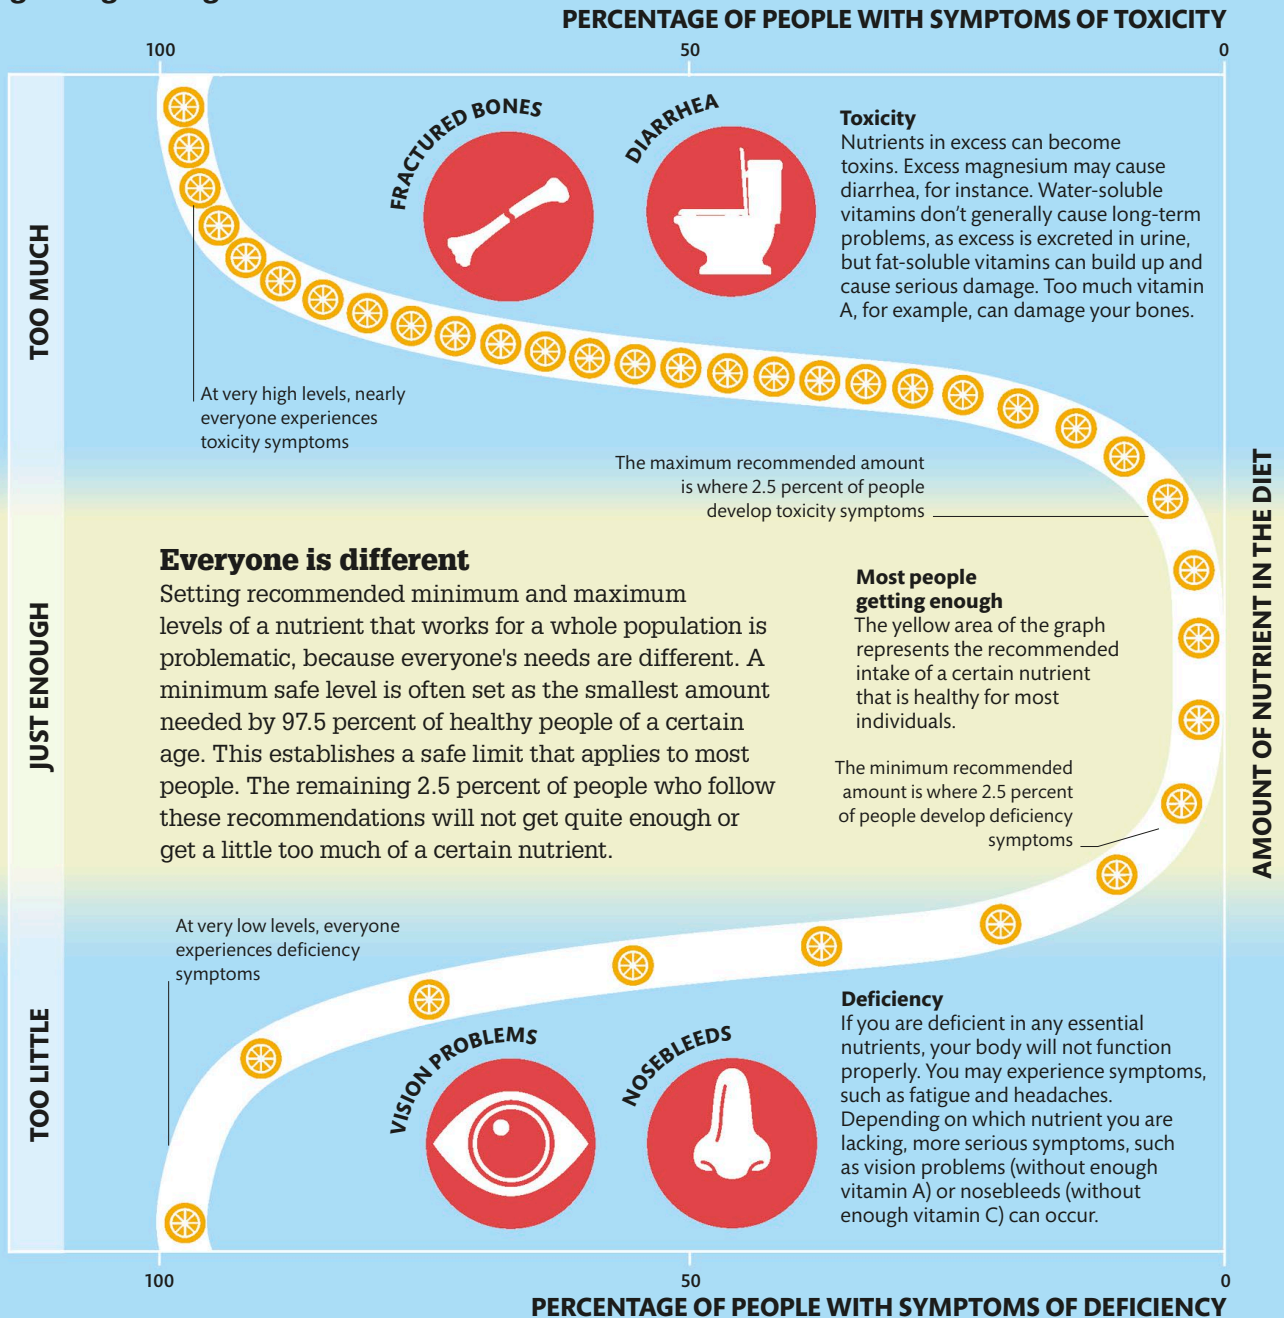 PERCENTAGE OF PEOPLE WITH SYMPTOMS OF TOXICITY
100
50
0
TOO MUCH
FRACTURED BONES
DIARRHEA
Toxicity
Nutrients in excess can become
toxins. Excess magnesium may cause
diarrhea, for instance. Water-soluble
vitamins don't generally cause long-term
problems, as excess is excreted in urine,
but fat-soluble vitamins can build up and
cause serious damage. Too much vitamin
A, for example, can damage your bones.
At very high levels, nearly
everyone experiences
toxicity symptoms
The maximum recommended amount
is where 2.5 percent of people
develop toxicity symptoms
JUST ENOUGH
Everyone is different
Setting recommended minimum and maximum
levels of a nutrient that works for a whole population is
problematic, because everyone's needs are different. A
minimum safe level is often set as the smallest amount
needed by 97.5 percent of healthy people of a certain
age. This establishes a safe limit that applies to most
people. The remaining 2.5 percent of people who follow
these recommendations will not get quite enough or
get a little too much of a certain nutrient.
Most people
getting enough
The yellow area of the graph
represents the recommended
intake of a certain nutrient
that is healthy for most
individuals.
The minimum recommended
amount is where 2.5 percent
of people develop deficiency
symptoms
AMOUNT OF NUTRIENT IN THE DIET
TOO LITTLE
At very low levels, everyone
experiences deficiency
symptoms
VISION PROBLEMS
NOSEBLEEDS
Deficiency
If you are deficient in any essential
nutrients, your body will not function
properly. You may experience symptoms,
such as fatigue and headaches.
Depending on which nutrient you are
lacking, more serious symptoms, such
as vision problems (without enough
vitamin A) or nosebleeds (without
enough vitamin C) can occur.
100
50
0
PERCENTAGE OF PEOPLE WITH SYMPTOMS OF DEFICIENCY